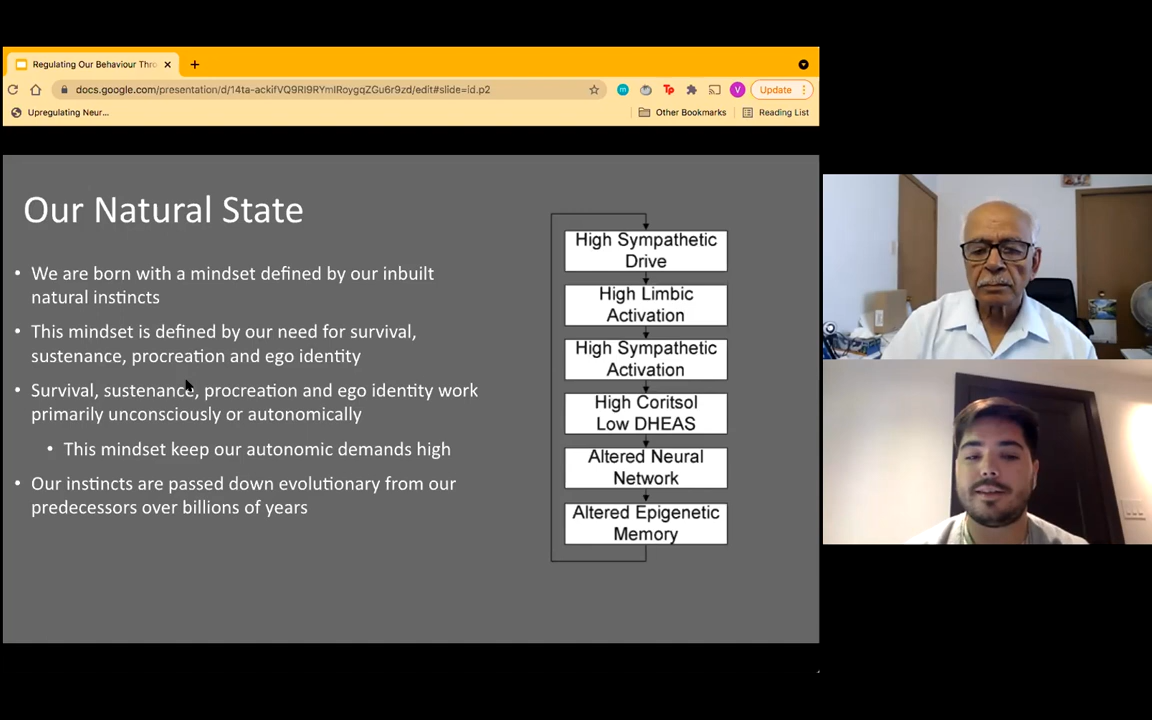 Regulating Our Behaviour Thro
docs.google.com/presentation/d/14ta-ackifVQ9RI9RYmIRoygqZGu6r9zd/edit#slide=id.p2
Tp
V
Update
Upregulating Neur...
Other Bookmarks
Reading List
Our Natural State
• We are born with a mindset defined by our inbuilt
natural instincts
• This mindset is defined by our need for survival,
sustenance, procreation and ego identity
• Survival, sustenance, procreation and ego identity work
primarily unconsciously or autonomically
• This mindset keep our autonomic demands high
• Our instincts are passed down evolutionary from our
predecessors over billions of years
High Sympathetic
Drive
High Limbic
Activation
High Sympathetic
Activation
High Coritsol
Low DHEAS
Altered Neural
Network
Altered Epigenetic
Memory